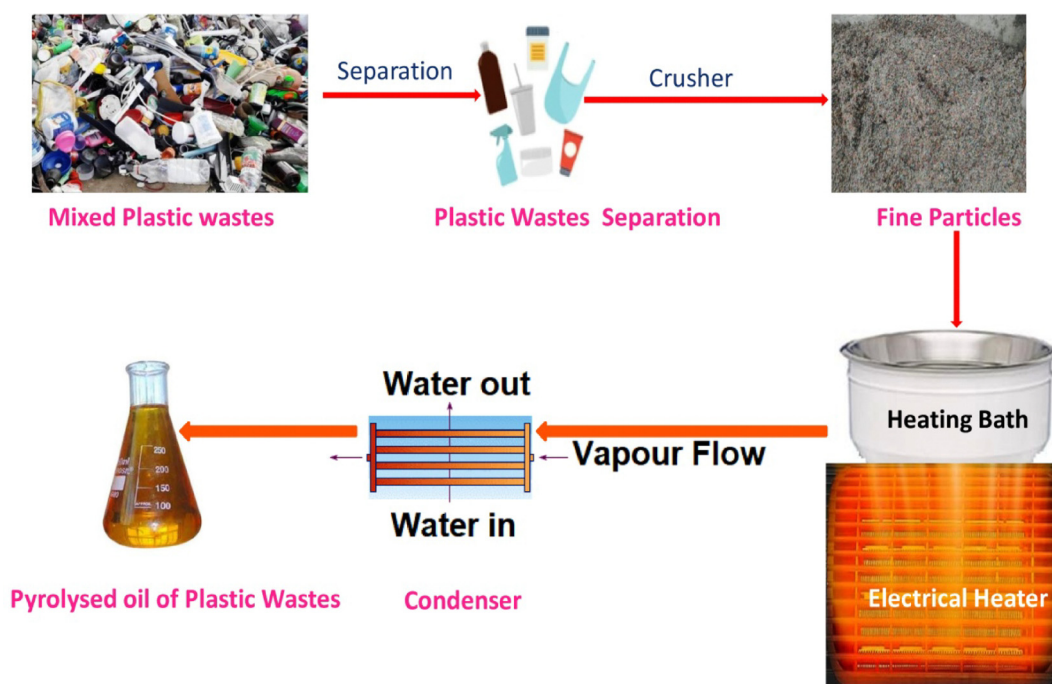 Separation
Crusher
Mixed Plastic wastes
Plastic Wastes Separation
Fine Particles
Water out
Heating Bath
Vapour Flow
250
200
150
100
Water in
Pyrolysed oil of Plastic Wastes
Condenser
Electrical Heater